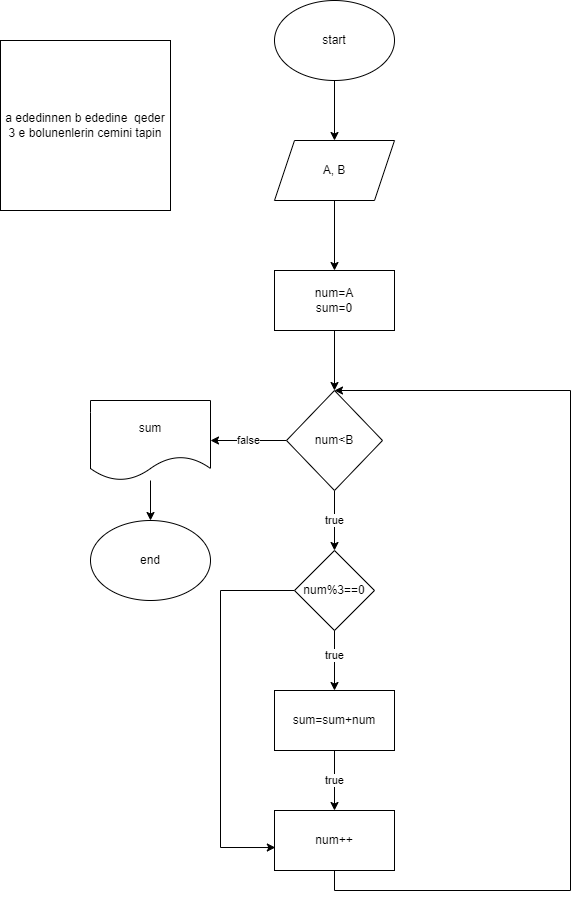 start
a ededinnen b ededine qeder
3 e bolunenlerin cemini tapin
A, B
num=A
sum=0
num<B
false
sum
true
end
num%3==0
true
sum=sum+num
true
num++